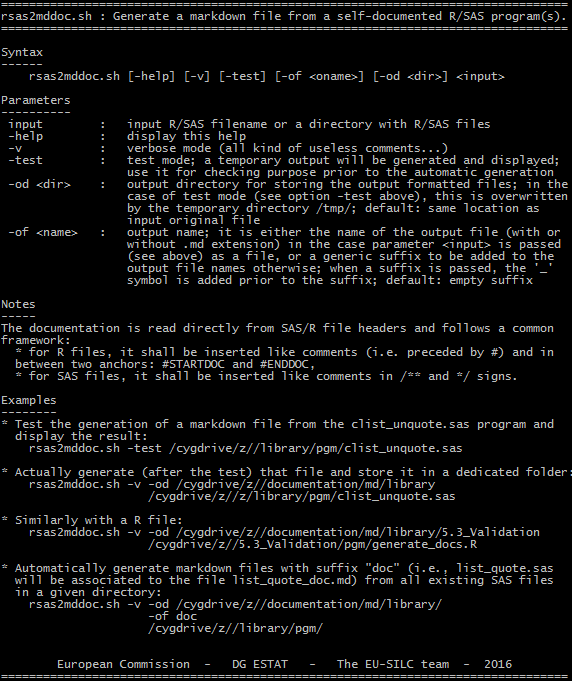 ================================================================================
rsas2mddoc.sh : Generate a markdown file from a self-documented R/SAS program(s).
================================================================================
Syntax
------
    rsas2mddoc.sh [-help] [-v] [-test] [-of <oname>] [-od <dir>] <input>
Parameters
----------
 input        :   input R/SAS filename or a directory with R/SAS files
 -help        :   display this help
 -v           :   verbose mode (all kind of useless comments...)
 -test        :   test mode; a temporary output will be generated and displayed;
                  use it for checking purpose prior to the automatic generation
 -od <dir>    :   output directory for storing the output formatted files; in the
                  case of test mode (see option -test above), this is overwritten
                  by the temporary directory /tmp/; default: same location as
                  input original file
 -of <name>   :   output name; it is either the name of the output file (with or
                  without .md extension) in the case parameter <input> is passed
                  (see above) as a file, or a generic suffix to be added to the
                  output file names otherwise; when a suffix is passed, the '_'
                  symbol is added prior to the suffix; default: empty suffix
Notes
-----
The documentation is read directly from SAS/R file headers and follows a common
framework:
  * for R files, it shall be inserted like comments (i.e. preceded by #) and in
  between two anchors: #STARTDOC and #ENDDOC,
  * for SAS files, it shall be inserted like comments in /** and */ signs.
Examples
--------
* Test the generation of a markdown file from the clist_unquote.sas program and
  display the result:
    rsas2mddoc.sh -test /cygdrive/z//library/pgm/clist_unquote.sas
* Actually generate (after the test) that file and store it in a dedicated folder:
    rsas2mddoc.sh -v -od /cygdrive/z//documentation/md/library
                     /cygdrive/z//z/library/pgm/clist_unquote.sas
* Similarly with a R file:
    rsas2mddoc.sh -v -od /cygdrive/z//documentation/md/library/5.3_Validation
                     /cygdrive/z//5.3_Validation/pgm/generate_docs.R
* Automatically generate markdown files with suffix "doc" (i.e., list_quote.sas
  will be associated to the file list_quote_doc.md) from all existing SAS files
  in a given directory:
    rsas2mddoc.sh -v -od /cygdrive/z//documentation/md/library/
                     -of doc
                     /cygdrive/z//library/pgm/
        European Commission  -   DG ESTAT   -   The EU-SILC team  -  2016
================================================================================